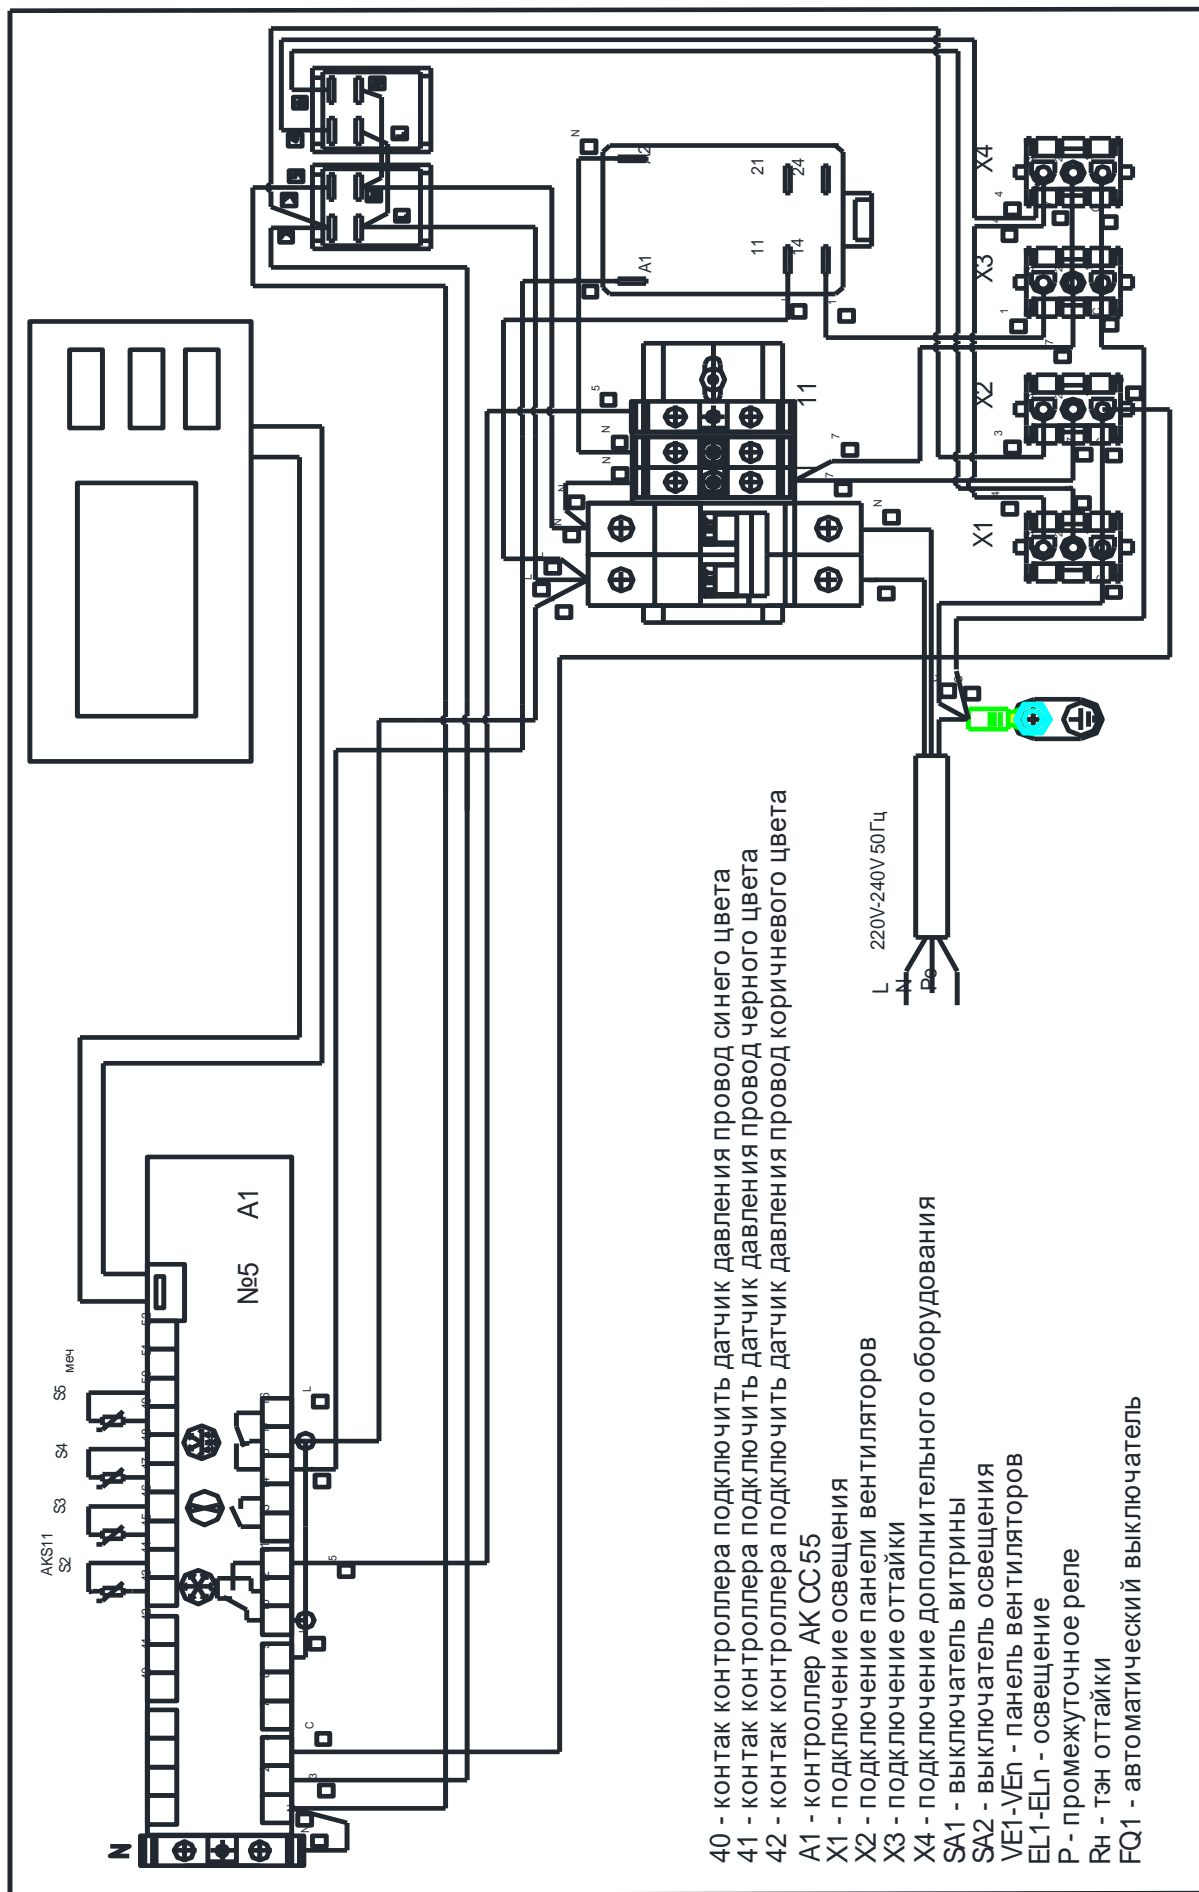 40 - контак контроллера подключить датчик давления провод синего цвета
41 - контак контроллера подключить датчик давления провод черного цвета
42 - контак контроллера подключить датчик давления провод коричневого цвета
A1 - контроллер АК СС 55
X1 - подключение освещения
X2 - подключение панели вентиляторов
X3 - подключение оттайки
X4 - подключение дополнительного оборудования
SA1 - выключатель витрины
SA2 - выключатель освещения
VE1-VEn - панель вентиляторов
EL1-ELn - освещение
P - промежуточное реле
Rн - тэн оттайки
FQ1 - автоматический выключатель
220V-240V 50Гц
L
N
Pe
№5
A1
N
AKS11
S2
S3
S4
S5
меч
A1
A2
11
14
21
24
11
X1
X2
X3
X4